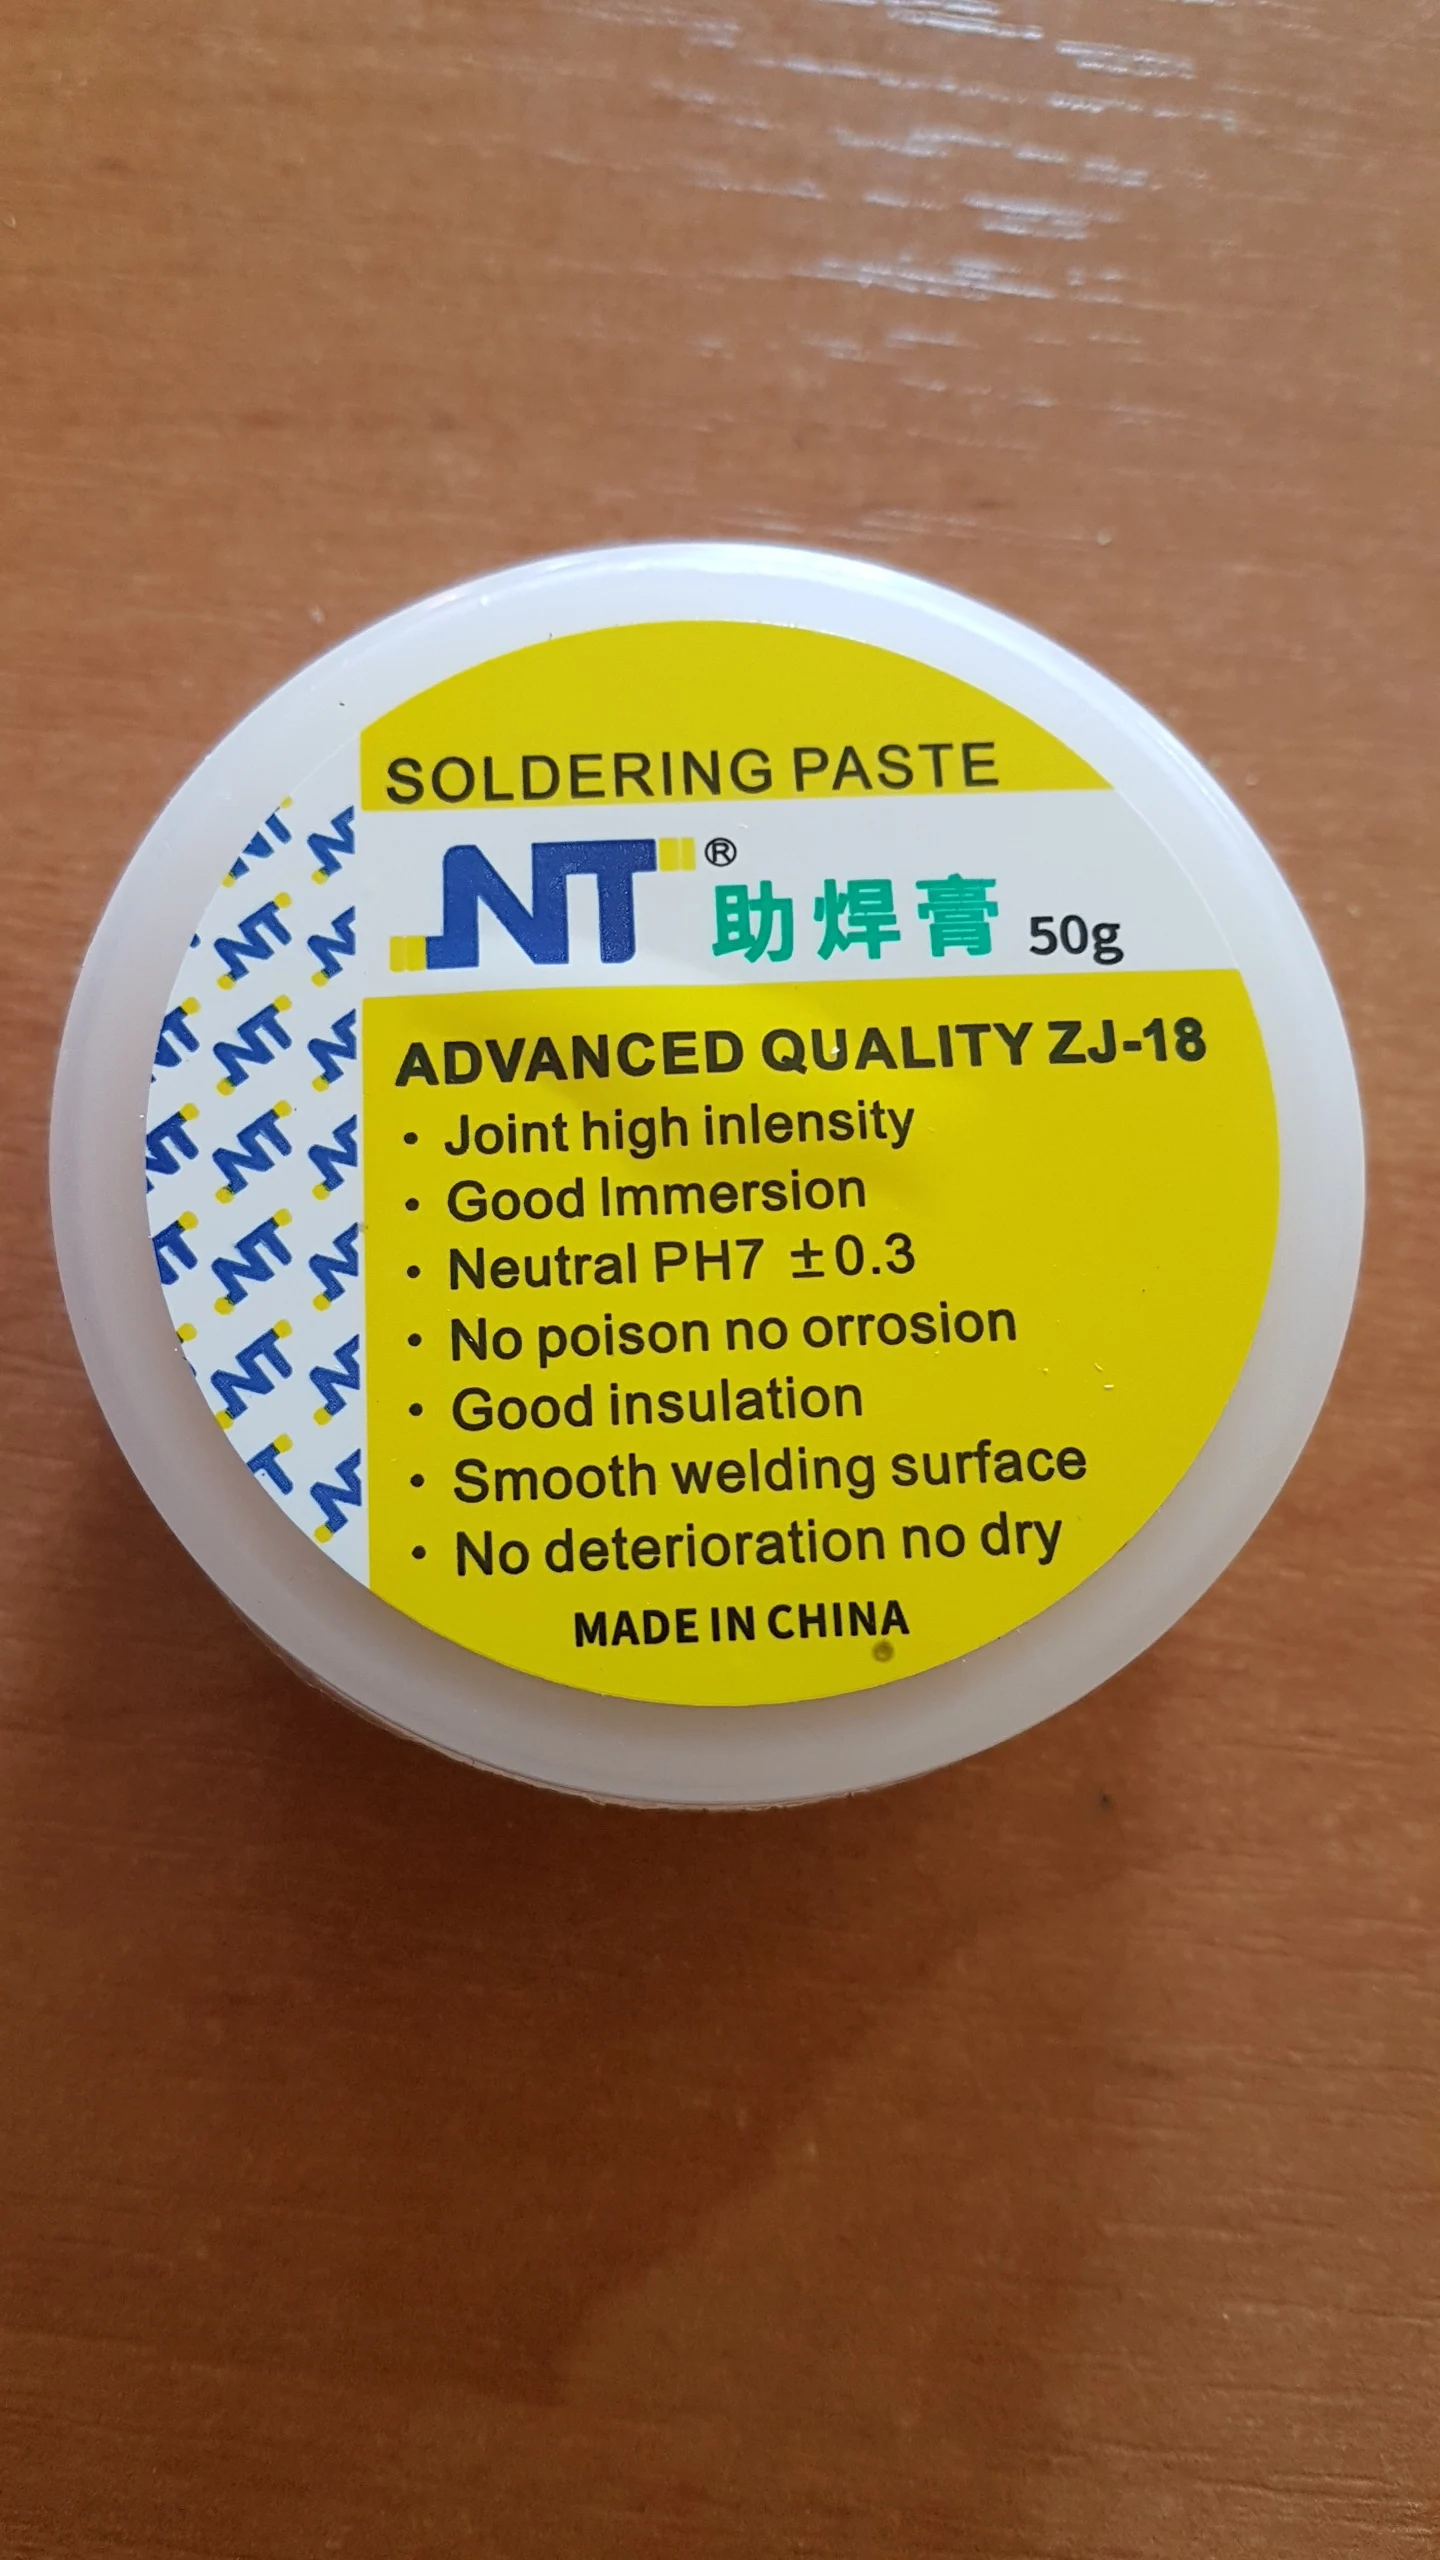 SOLDERING PASTE
NT® 助焊膏 50g
ADVANCED QUALITY ZJ-18
• Joint high inlensity
• Good Immersion
• Neutral PH7 ±0.3
• No poison no orrosion
• Good insulation
• Smooth welding surface
• No deterioration no dry
MADE IN CHINA